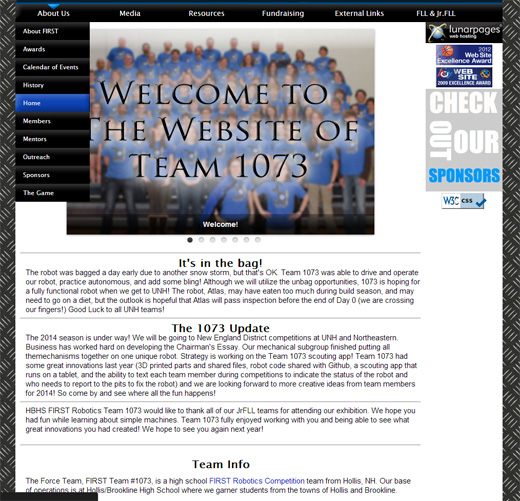 About Us
Media
Resources
Fundraising
External Links
FLL & Jr.FLL
About FIRST
Awards
Calendar of Events
History
Home
Members
Mentors
Outreach
Sponsors
The Game
Welcome to
The Website of
Team 1073
Welcome!
lunarpages
web hosting
2012
Web Site
Excellence Award
WEB SITE
2009 EXCELLENCE AWARD
CHECK
OUT
OUR
SPONSORS
W3C css
It's in the bag!
The robot was bagged a day early due to another snow storm, but that's OK. Team 1073 was able to drive and operate
our robot, practice autonomous, and add some bling! Although we will utilize the unbag opportunities, 1073 is hoping for
a fully functional robot when we get to UNH! The robot, Atlas, may have eaten too much during build season, and may
need to go on a diet, but the outlook is hopeful that Atlas will pass inspection before the end of Day 0 (we are crossing
our fingers!) Good Luck to all UNH teams!
The 1073 Update
The 2014 season is under way! We will be going to New England District competitions at UNH and Northeastern.
Business has worked hard on developing the Chairman's Essay. Our mechanical subgroup finished putting all
themechanisms together on one unique robot. Strategy is working on the Team 1073 scouting app! Team 1073 had
some great innovations last year (3D printed parts and shared files, robot code shared with Github, a scouting app that
runs on a tablet, and the ability to text each team member during competitions to indicate the status of the robot and
who needs to report to the pits to fix the robot) and we are looking forward to more creative ideas from team members
for 2014! So come by and see where all the fun happens!
HBHS FIRST Robotics Team 1073 would like to thank all of our JrFLL teams for attending our exhibition. We hope you
had fun while learning about simple machines. Team 1073 fully enjoyed working with you and being able to see what
great innovations you had created! We hope to see you again next year!
Team Info
The Force Team, FIRST Team #1073, is a high school FIRST Robotics Competition team from Hollis, NH. Our base
of operations is at Hollis/Brookline High School where we garner students from the towns of Hollis and Brookline.